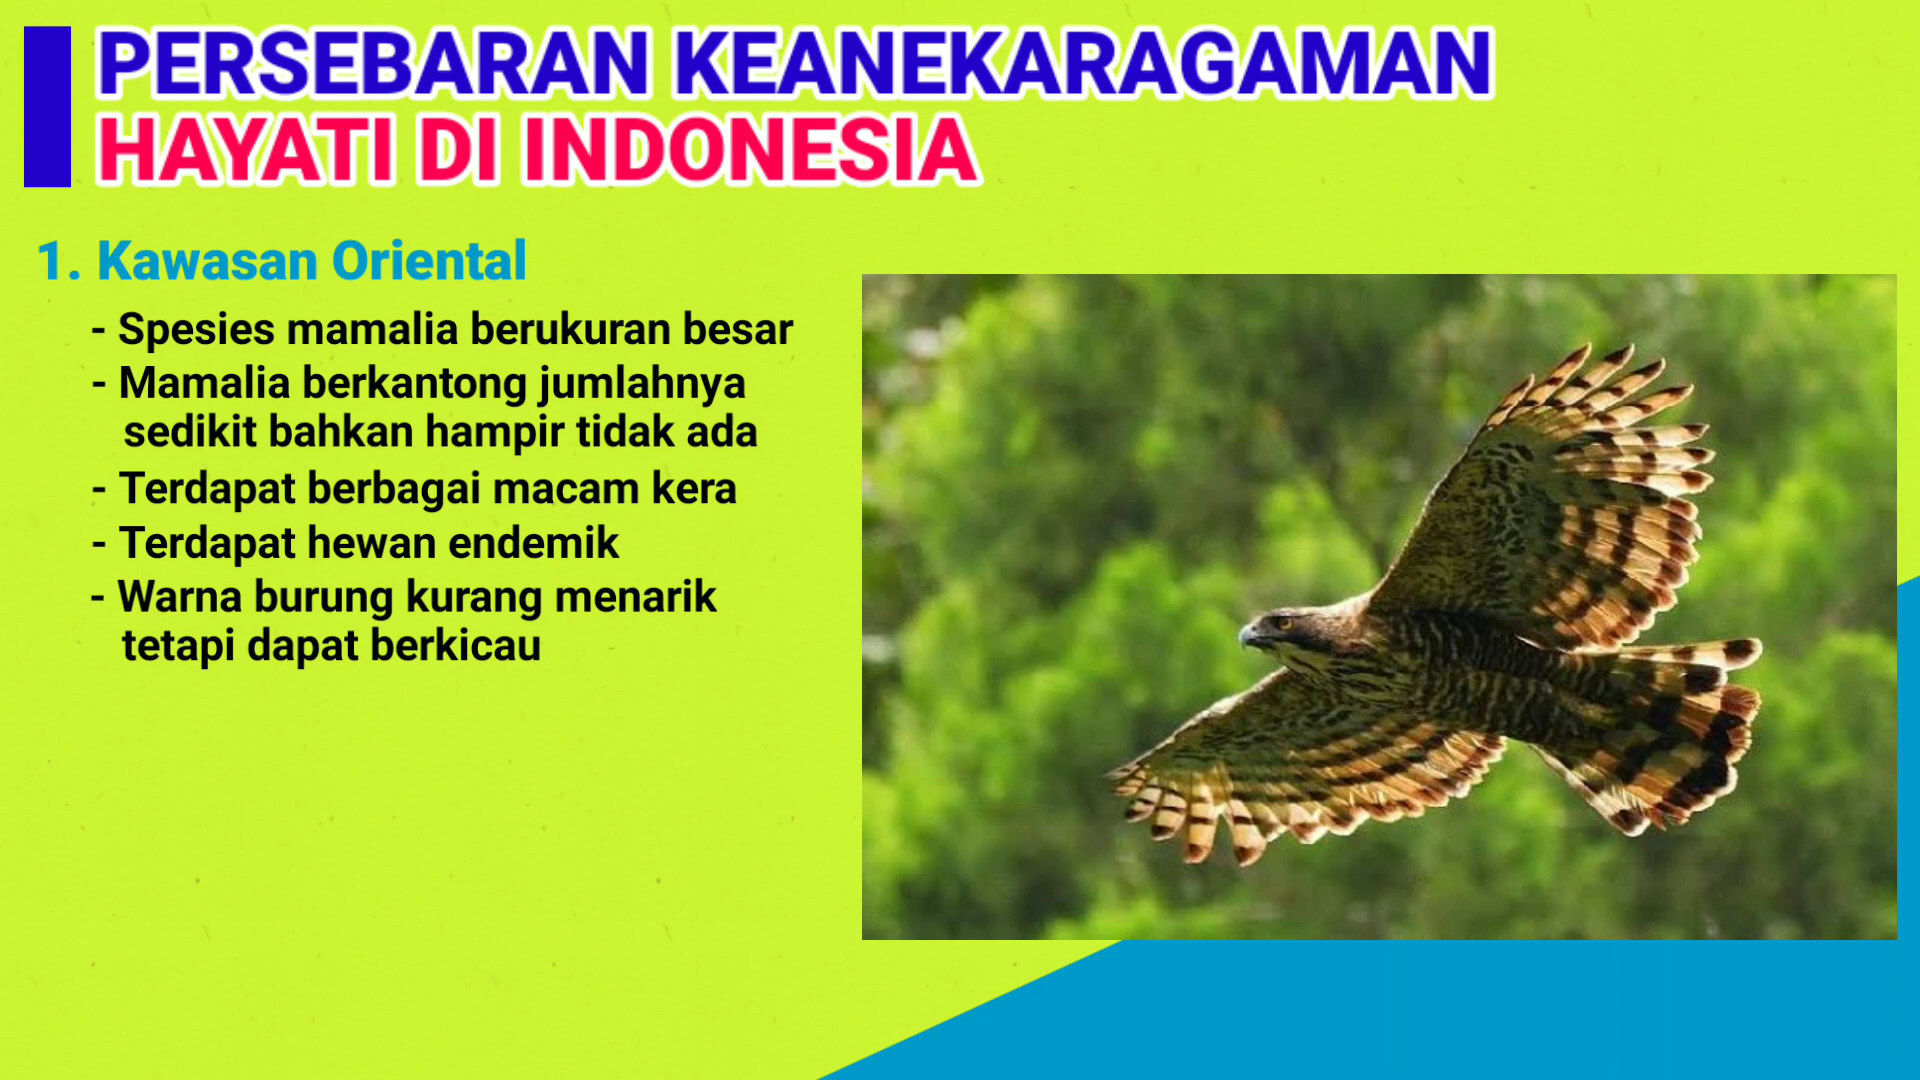 PERSEBARAN KEANEKARAGAMAN
HAYATI DI INDONESIA
1. Kawasan Oriental
- Spesies mamalia berukuran besar
- Mamalia berkantong jumlahnya
sedikit bahkan hampir tidak ada
- Terdapat berbagai macam kera
- Terdapat hewan endemik
- Warna burung kurang menarik
tetapi dapat berkicau